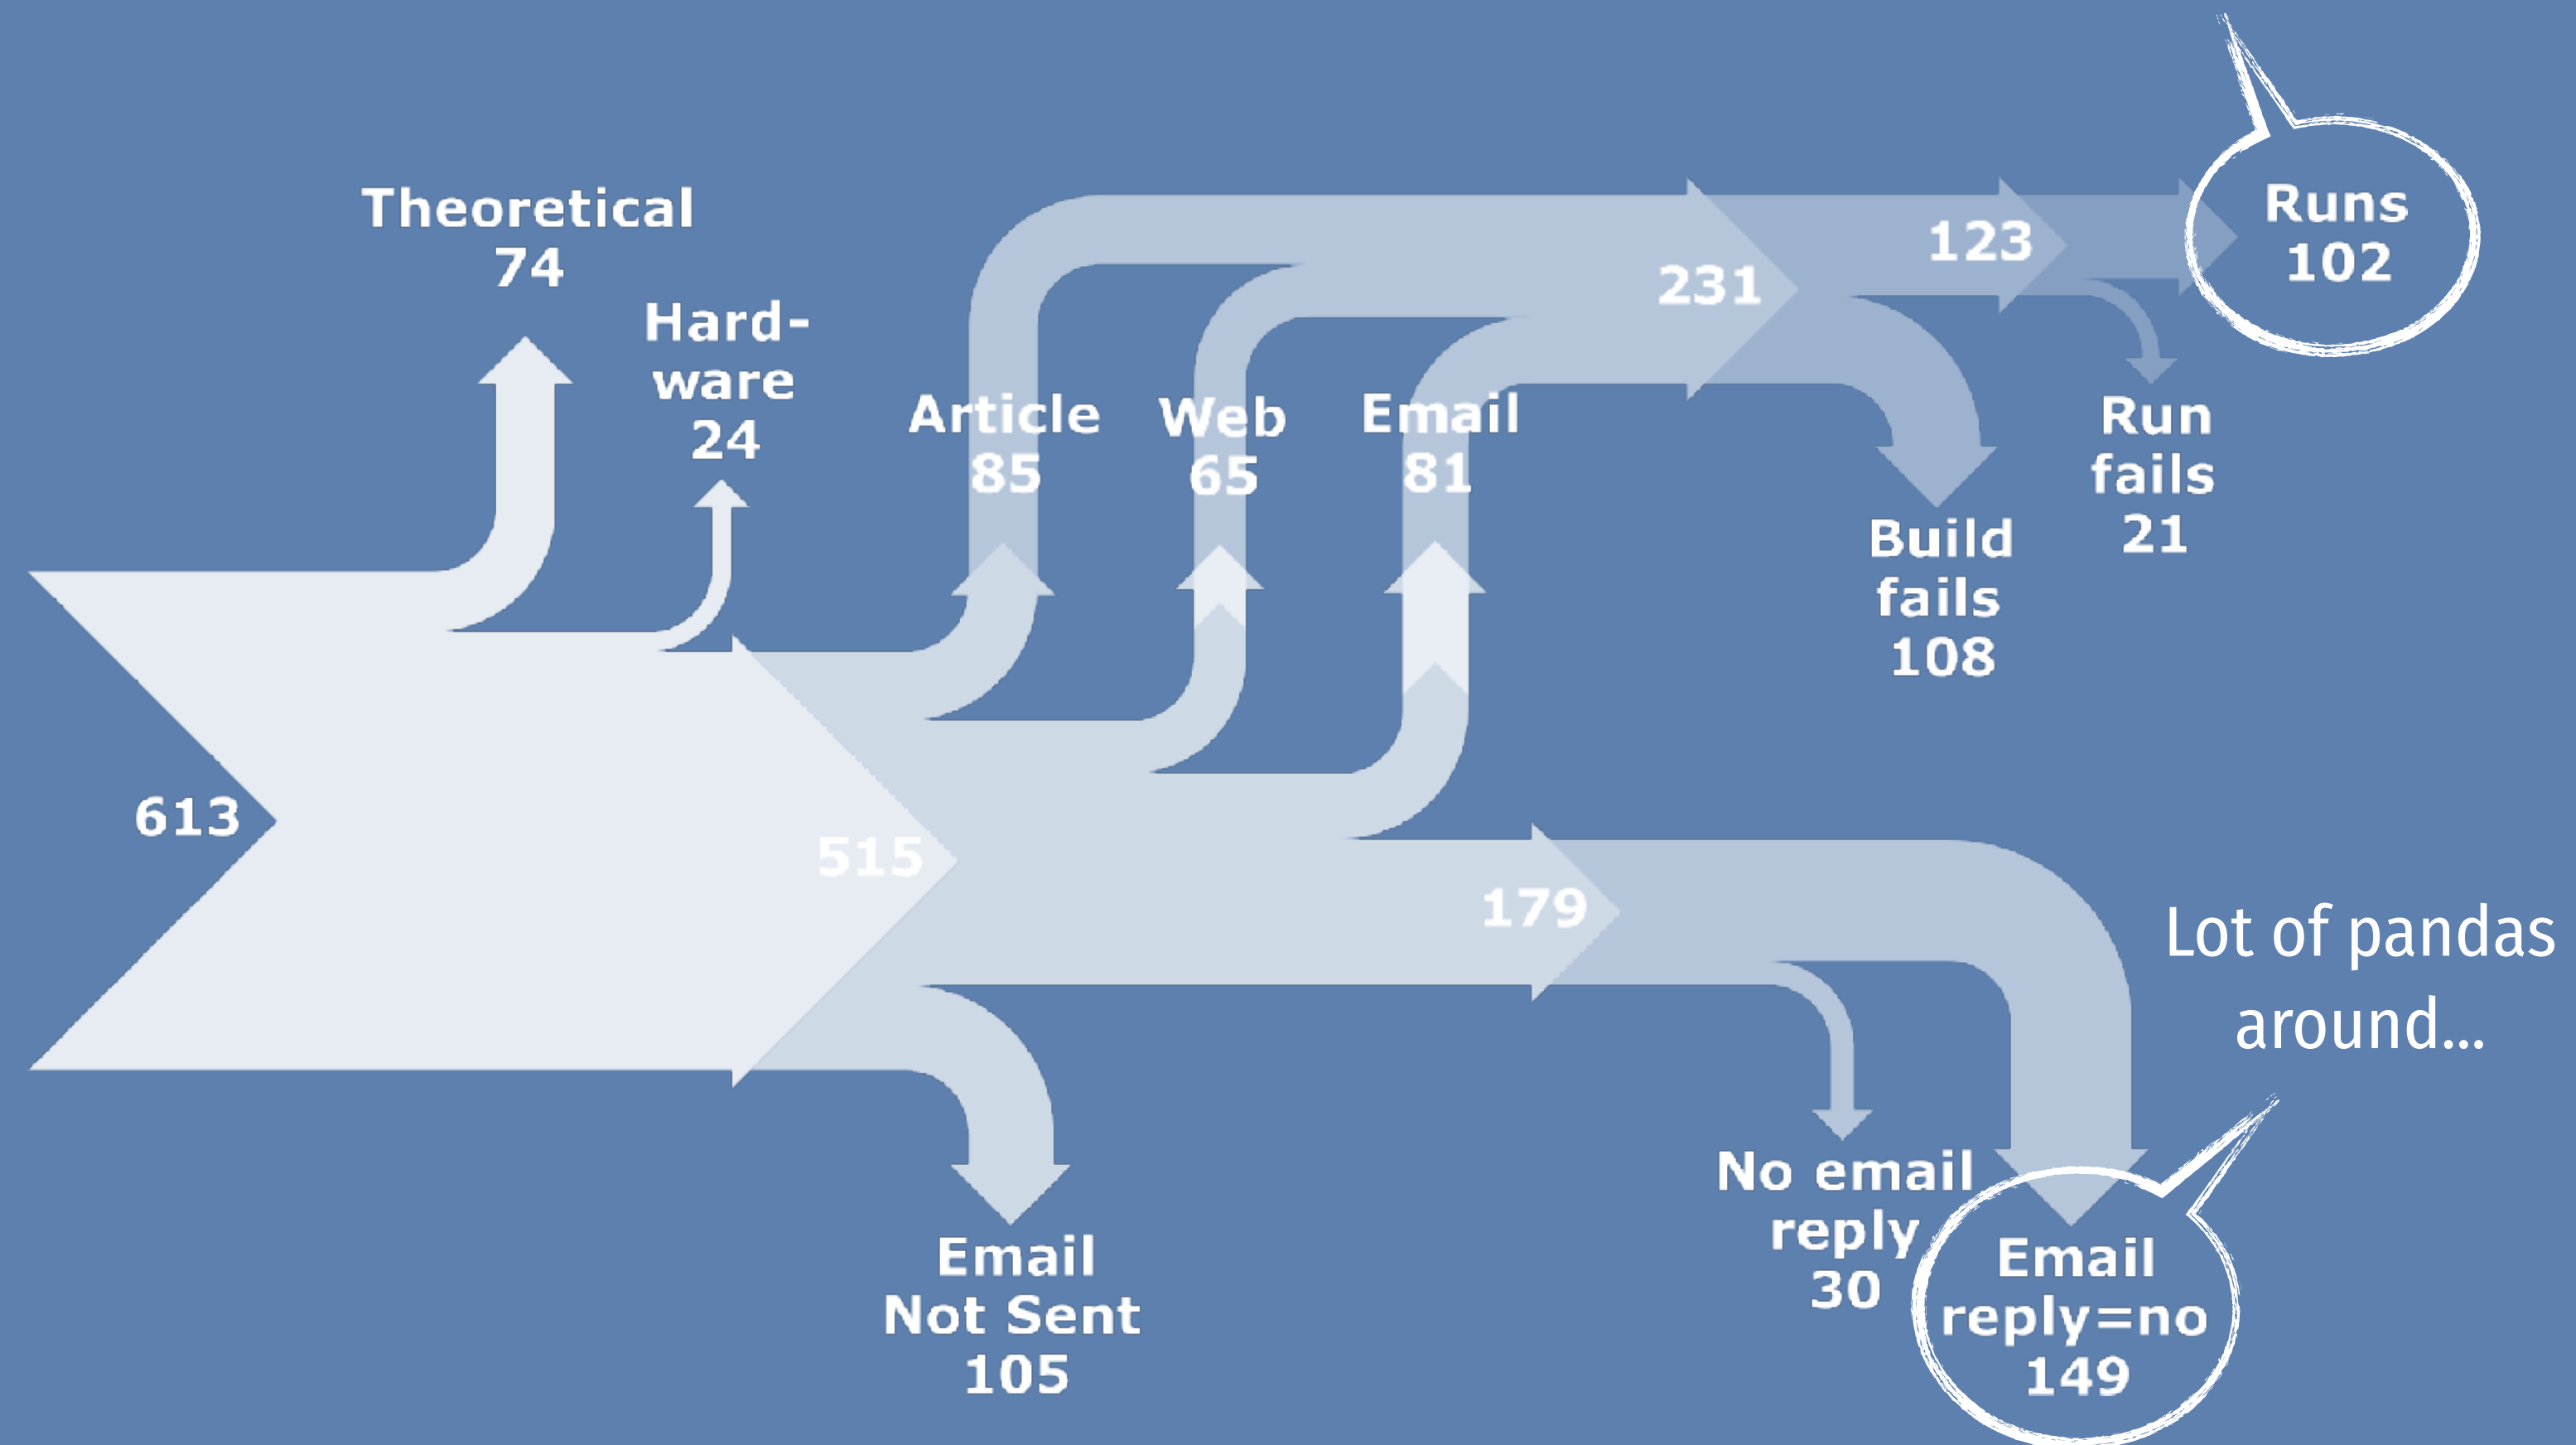 Theoretical
74
Hard-
ware
24
Article
85
Web
65
Email
81
231
123
Runs
102
Run
fails
21
Build
fails
108
613
515
179
Lot of pandas
around...
No email
reply
30
Email
reply=no
149
Email
Not Sent
105